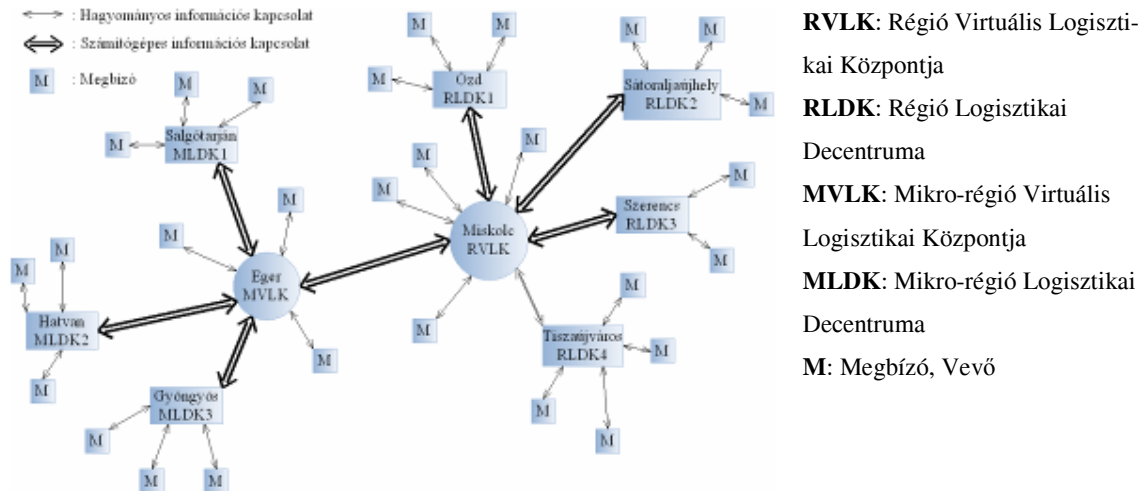 : Hagyományos információs kapcsolat
: Számítógépes információs kapcsolat
M : Megbízó
M
M
M
Salgótarján
MLDK1
M
M
M
Ózd
RLDK1
M
M
M
Sátoraljaújhely
RLDK2
M
M
M
M
M
Miskolc
RVLK
M
Szerencs
RLDK3
M
M
M
M
Eger
MVLK
M
M
M
Hatvan
MLDK2
M
M
Tiszaújváros
RLDK4
M
M
M
M
Gyöngyös
MLDK3
M
M
M
RVLK: Régió Virtuális Logiszti-
kai Központja
RLDK: Régió Logisztikai
Decentruma
MVLK: Mikro-régió Virtuális
Logisztikai Központja
MLDK: Mikro-régió Logisztikai
Decentruma
M: Megbízó, Vevő